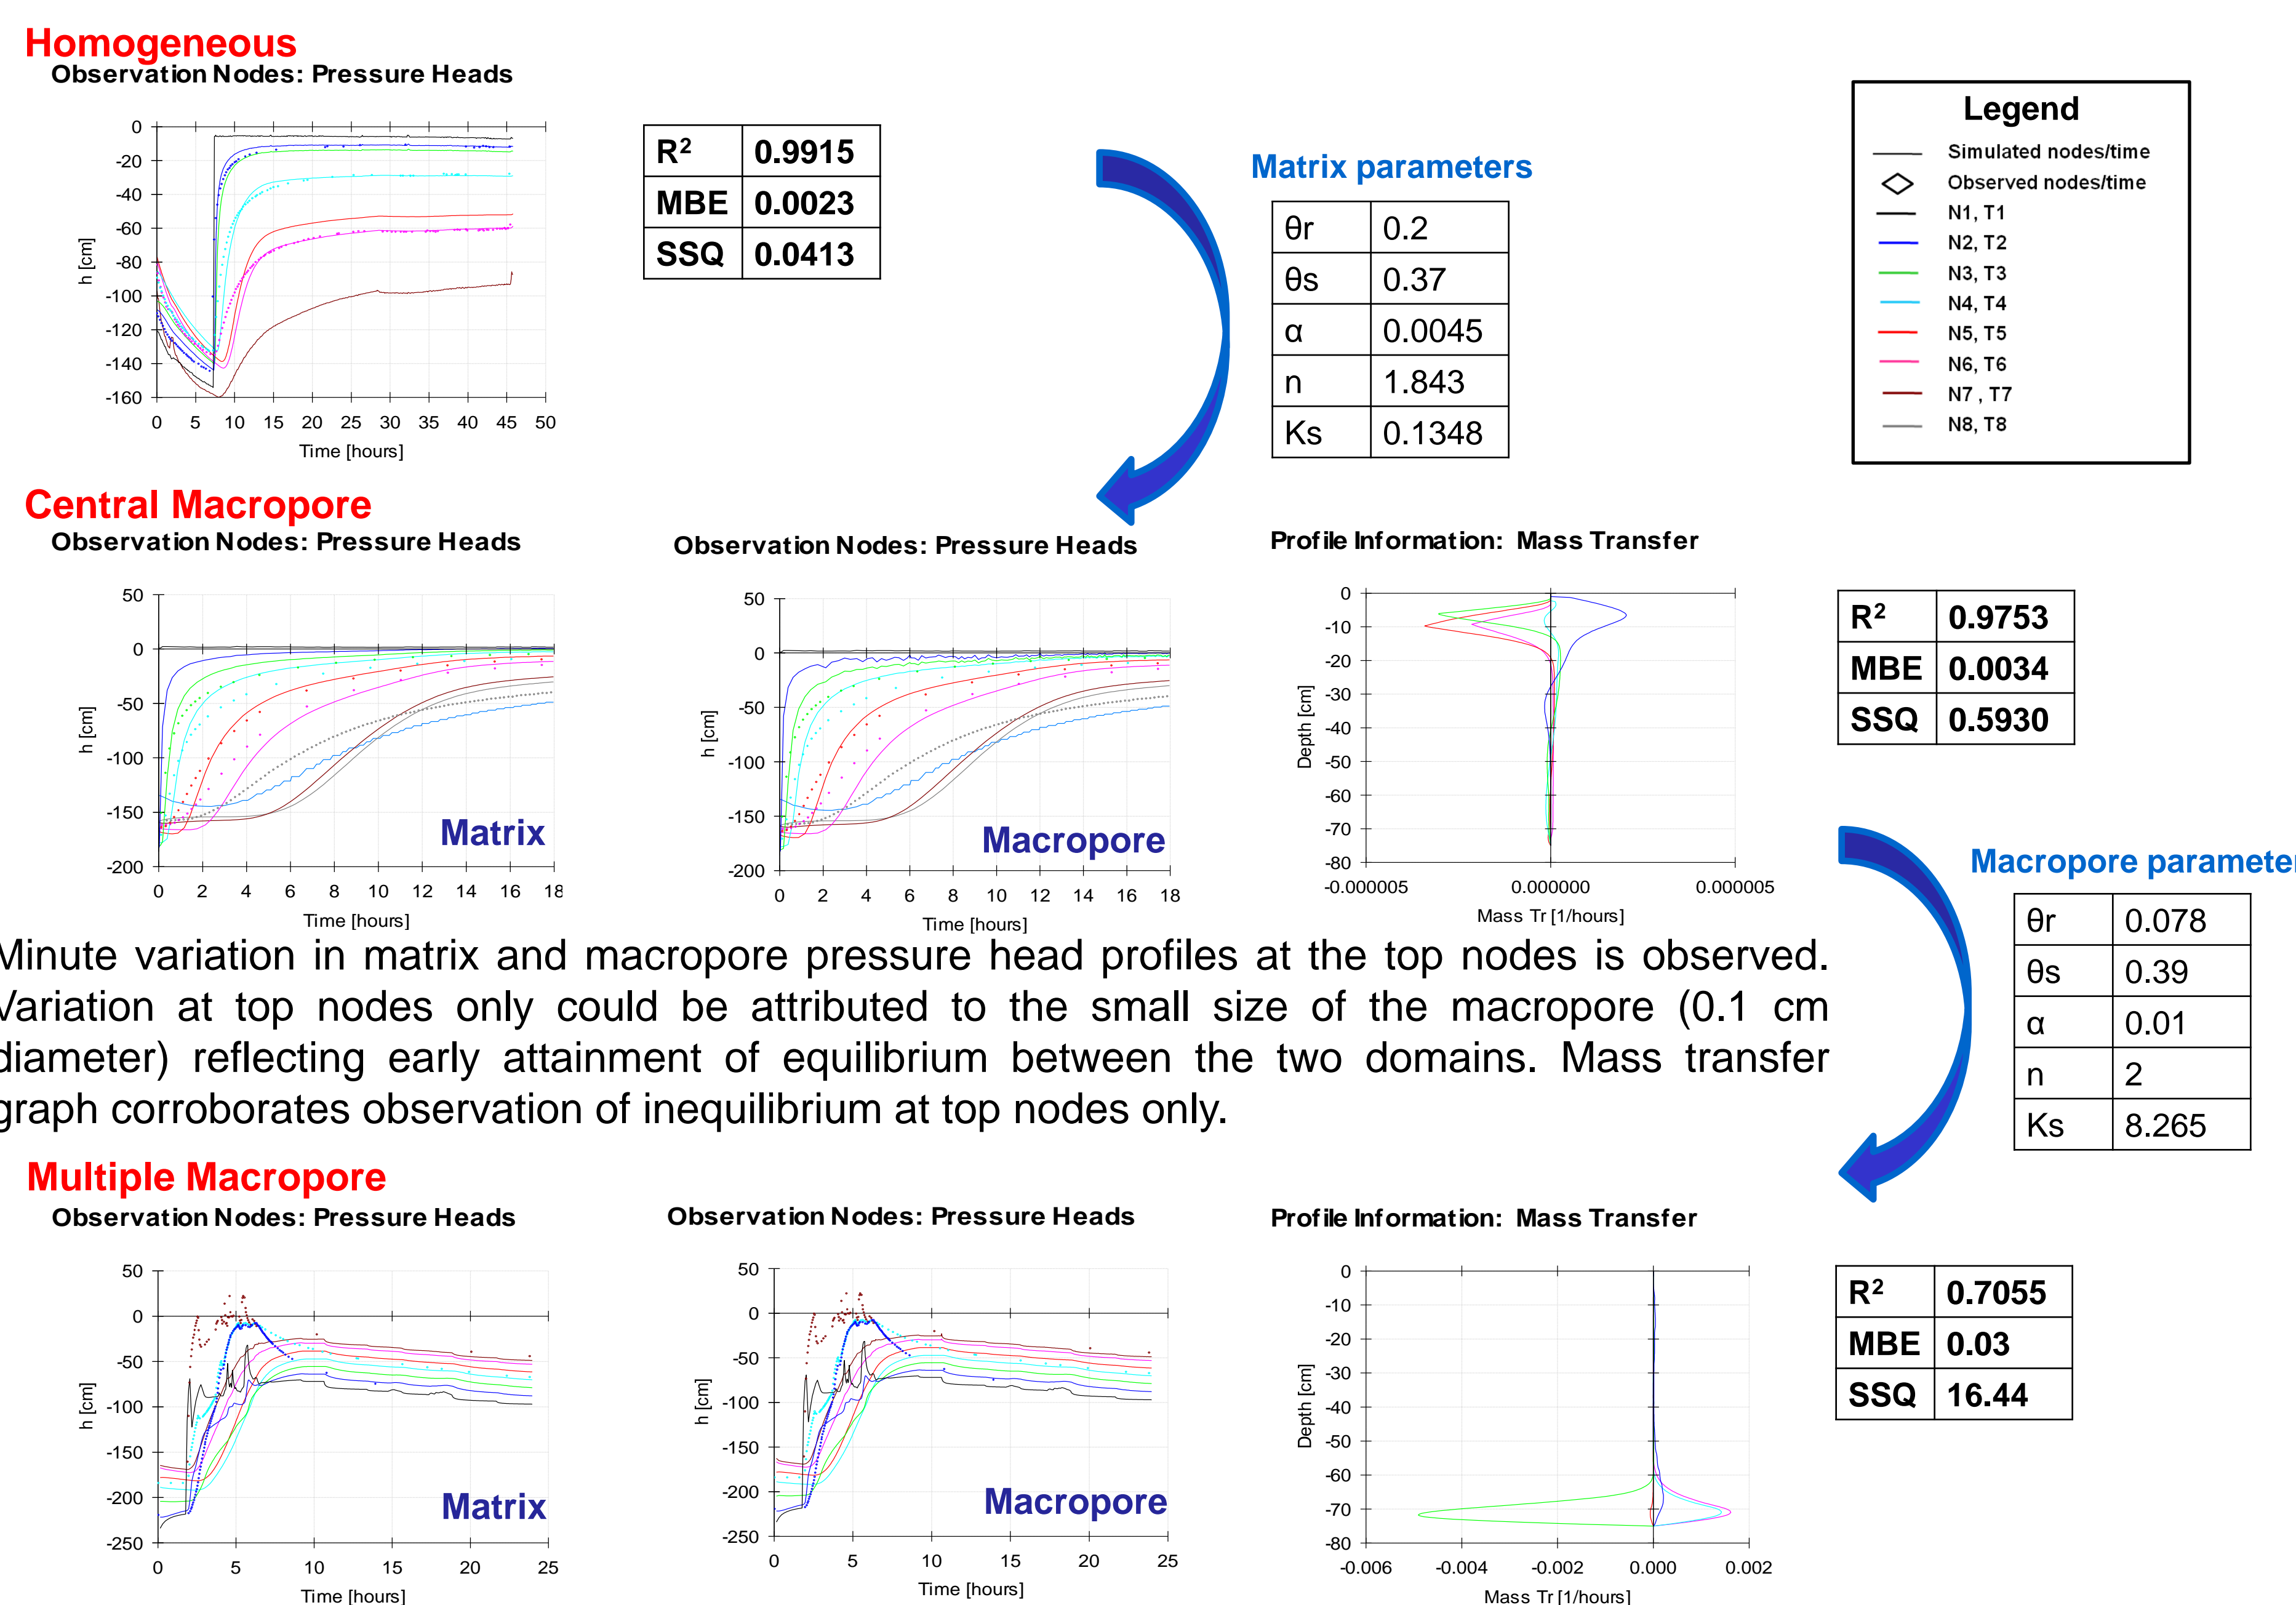 Homogeneous
Observation Nodes: Pressure Heads
0
-20
-40
-60
-80
-100
-120
-140
-160
h [cm]
0 5 10 15 20 25 30 35 40 45 50
Time [hours]
R² 0.9915
MBE 0.0023
SSQ 0.0413
Matrix parameters
θr 0.2
θs 0.37
α 0.0045
n 1.843
Ks 0.1348
Legend
Simulated nodes/time
Observed nodes/time
N1, T1
N2, T2
N3, T3
N4, T4
N5, T5
N6, T6
N7 , T7
N8, T8
Central Macropore
Observation Nodes: Pressure Heads
50
0
-50
-100
-150
-200
h [cm]
Matrix
0 2 4 6 8 10 12 14 16 18
Time [hours]
Observation Nodes: Pressure Heads
50
0
-50
-100
-150
-200
h [cm]
Macropore
0 2 4 6 8 10 12 14 16 18
Time [hours]
Profile Information: Mass Transfer
0
-10
-20
-30
-40
-50
-60
-70
-80
Depth [cm]
-0.000005 0.000000 0.000005
Mass Tr [1/hours]
R² 0.9753
MBE 0.0034
SSQ 0.5930
Macropore parameter
θr 0.078
θs 0.39
α 0.01
n 2
Ks 8.265
Minute variation in matrix and macropore pressure head profiles at the top nodes is observed.
Variation at top nodes only could be attributed to the small size of the macropore (0.1 cm
diameter) reflecting early attainment of equilibrium between the two domains. Mass transfer
graph corroborates observation of inequilibrium at top nodes only.
Multiple Macropore
Observation Nodes: Pressure Heads
50
0
-50
-100
-150
-200
-250
h [cm]
Matrix
0 5 10 15 20 25
Time [hours]
Observation Nodes: Pressure Heads
50
0
-50
-100
-150
-200
-250
h [cm]
Macropore
0 5 10 15 20 25
Time [hours]
Profile Information: Mass Transfer
0
-10
-20
-30
-40
-50
-60
-70
-80
Depth [cm]
-0.006 -0.004 -0.002 0.000 0.002
Mass Tr [1/hours]
R² 0.7055
MBE 0.03
SSQ 16.44